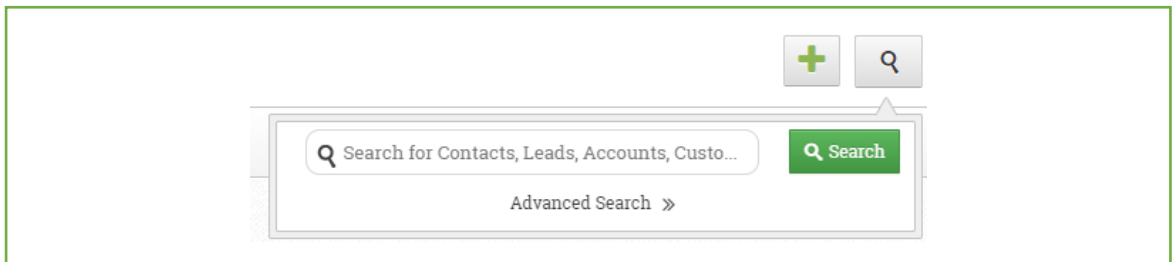 Search for Contacts, Leads, Accounts, Custo... Search
Advanced Search »